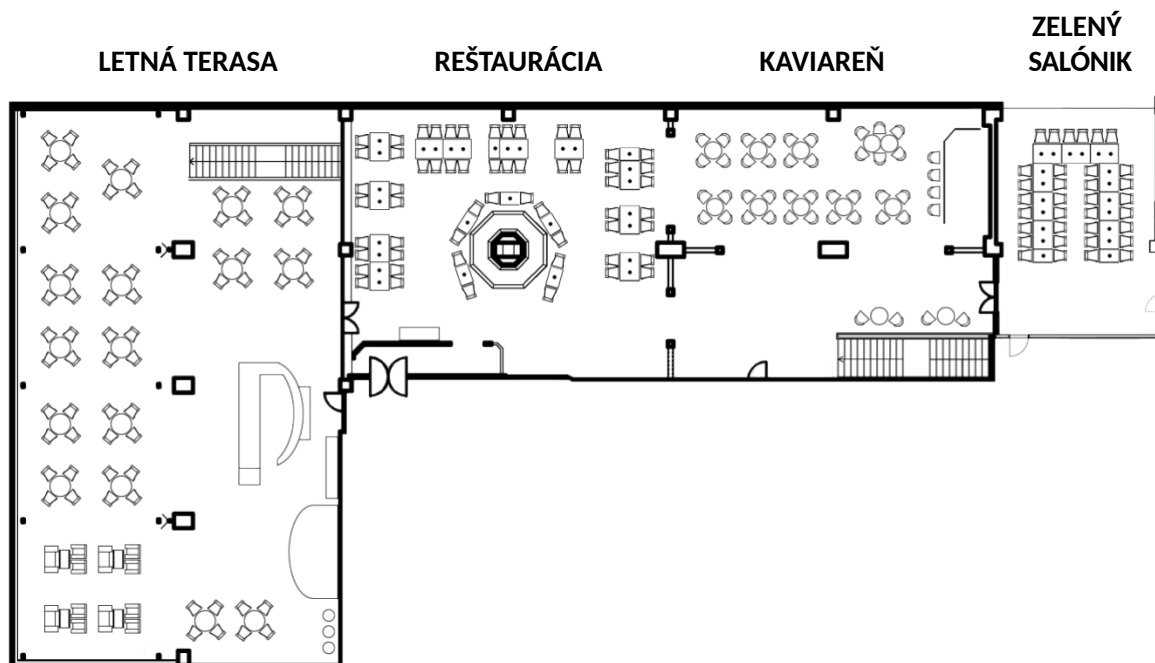 LETNÁ TERASA
REŠTAURÁCIA
KAVIAREŇ
ZELENÝ
SALÓNIK